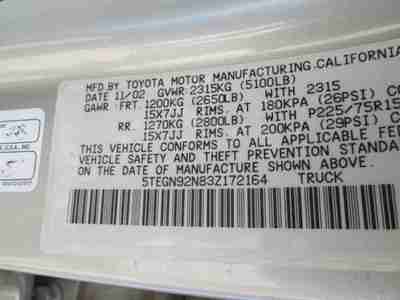 MFD.BY TOYOTA MOTOR MANUFACTURING.CALIFORNIA
DATE 11/02 GVWR 2315KG (5100LB)
GAWR: FRT. 1200KG (2650LB) WITH 2315
15X7JJ RIMS. AT 180KPA (26PSI)
RR. 1270KG (2800LB) WITH P225/75R15
15X7JJ RIMS. AT 200KPA (29PSI)
THIS VEHICLE CONFORMS TO ALL APPLICABLE
VEHICLE SAFETY AND THEFT PREVENTION
ON THE DATE OF MANUFACTURE SHOWN ABOVE.
5TEGN92N83Z172164 TRUCK